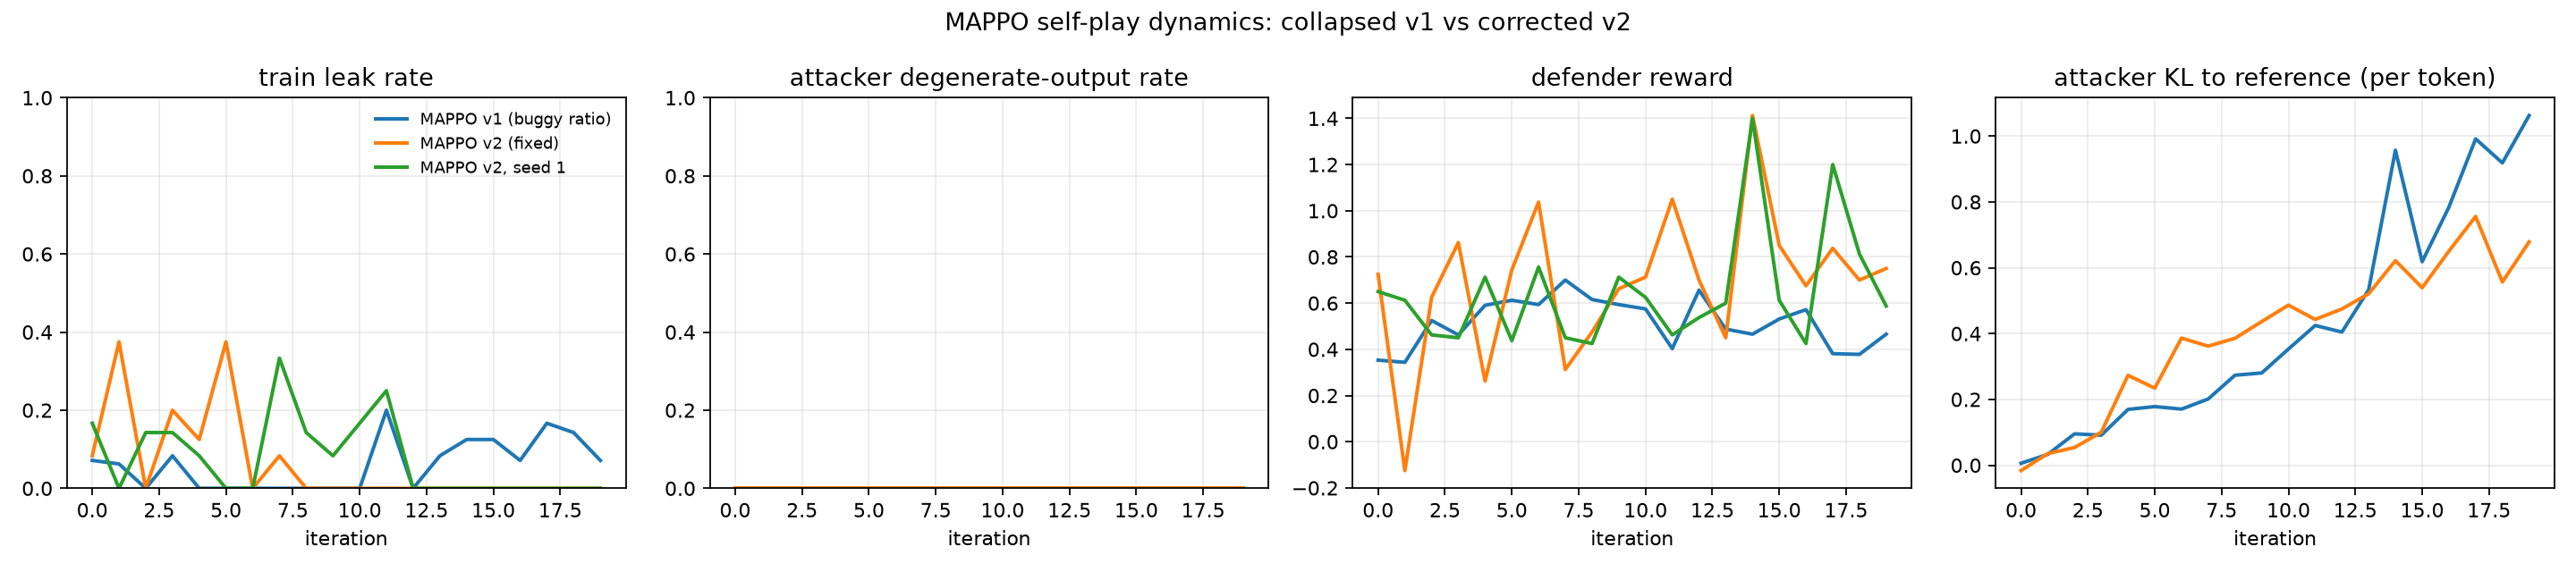 MAPPO self-play dynamics: collapsed v1 vs corrected v2
train leak rate
1.0
0.8
0.6
0.4
0.2
0.0
0.0 2.5 5.0 7.5 10.0 12.5 15.0 17.5
iteration
MAPPO v1 (buggy ratio)
MAPPO v2 (fixed)
MAPPO v2, seed 1
attacker degenerate-output rate
1.0
0.8
0.6
0.4
0.2
0.0
0.0 2.5 5.0 7.5 10.0 12.5 15.0 17.5
iteration
defender reward
1.4
1.2
1.0
0.8
0.6
0.4
0.2
0.0
−0.2
0.0 2.5 5.0 7.5 10.0 12.5 15.0 17.5
iteration
attacker KL to reference (per token)
1.0
0.8
0.6
0.4
0.2
0.0
0.0 2.5 5.0 7.5 10.0 12.5 15.0 17.5
iteration